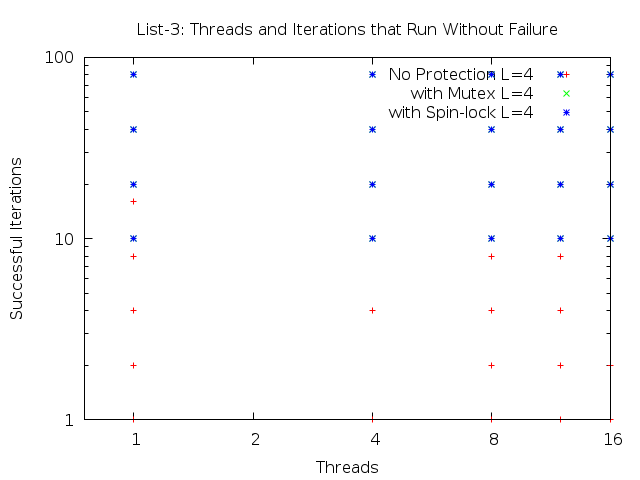 List-3: Threads and Iterations that Run Without Failure
100
No Protection L=4
with Mutex L=4
with Spin-lock L=4
Successful Iterations
10
1
1 2 4 8 16
Threads